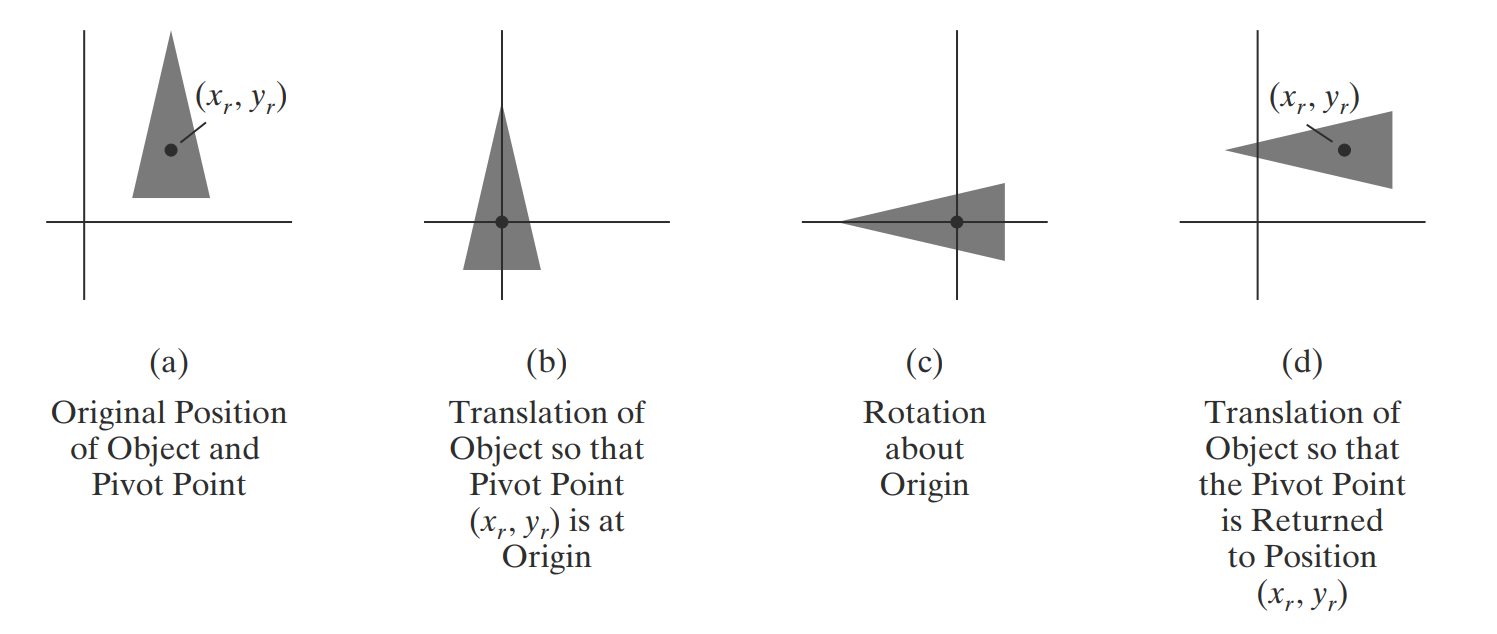 (x_r, y_r)
(x_r, y_r)
(a)
Original Position
of Object and
Pivot Point
(b)
Translation of
Object so that
Pivot Point
(x_r, y_r) is at
Origin
(c)
Rotation
about
Origin
(d)
Translation of
Object so that
the Pivot Point
is Returned
to Position
(x_r, y_r)